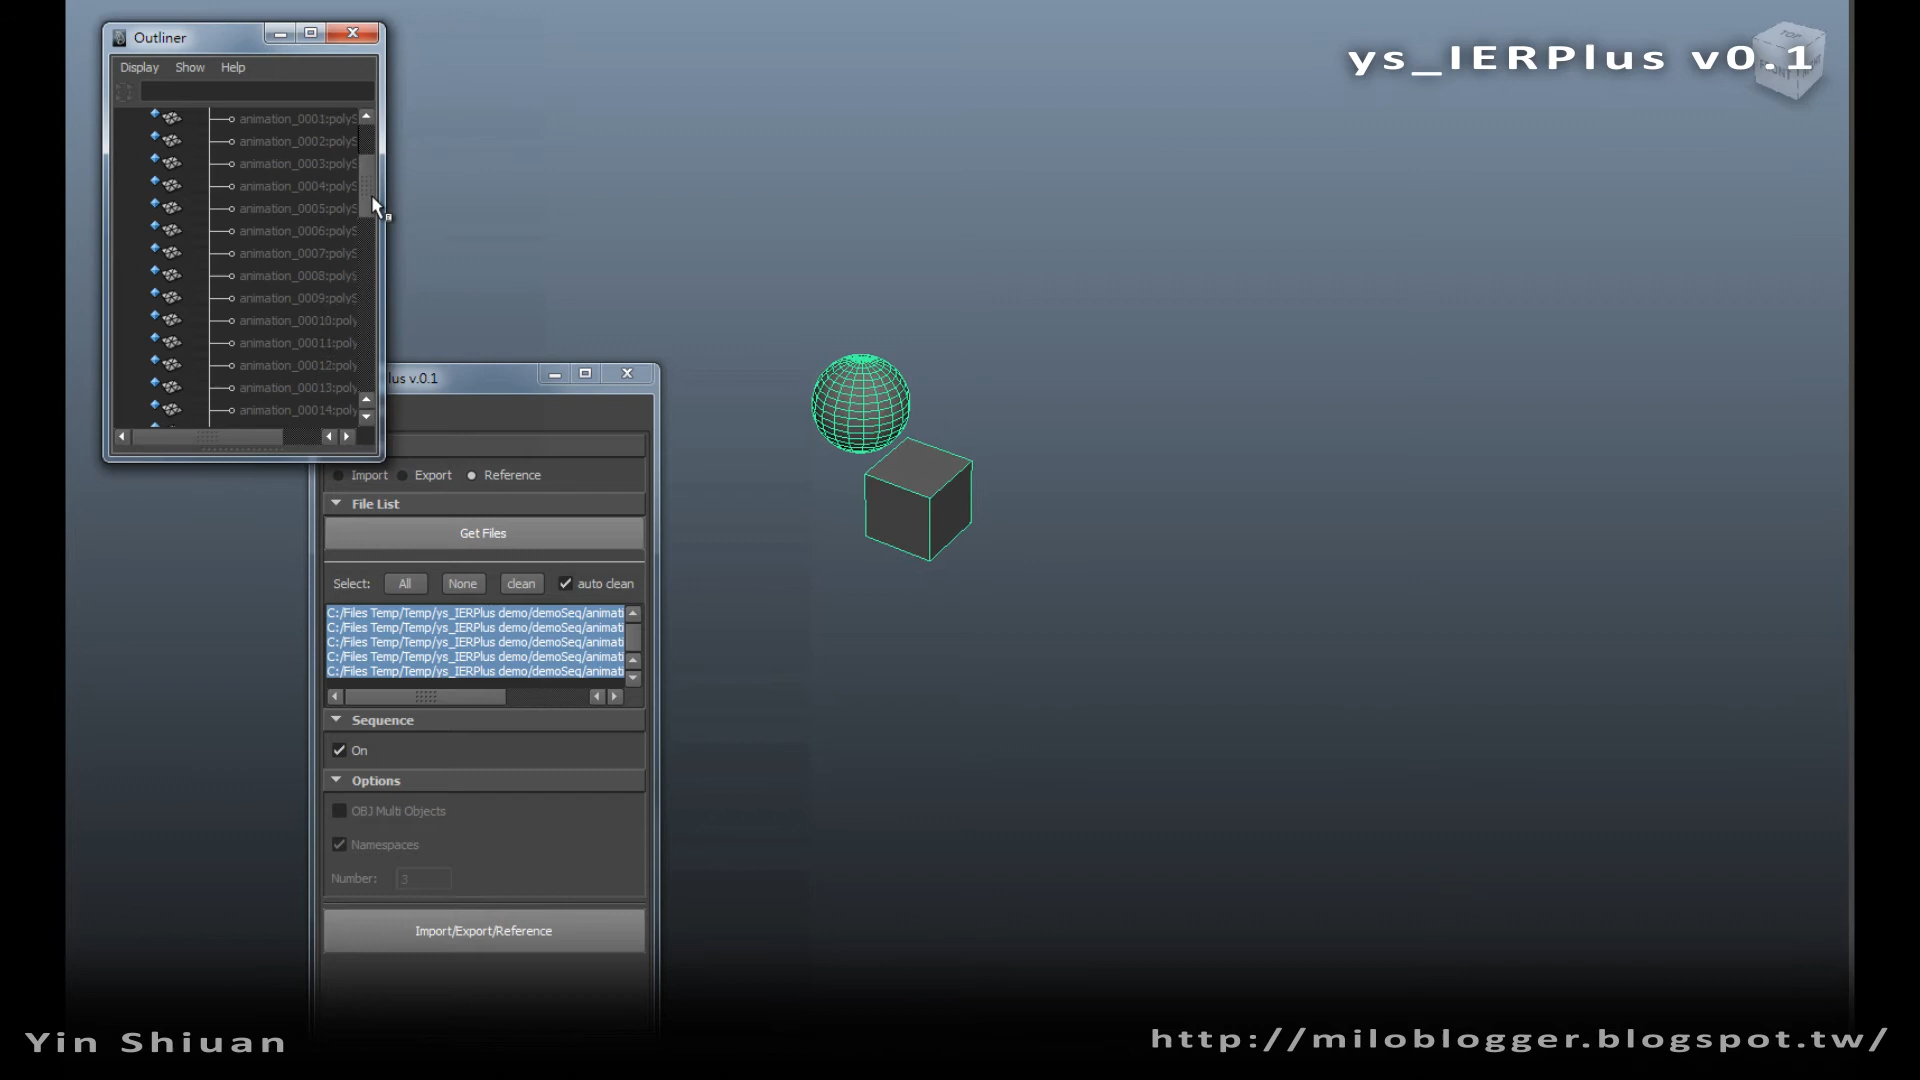 Outliner
Display Show Help
animation_0001:polyS
animation_0002:polyS
animation_0003:polyS
animation_0004:polyS
animation_0005:polyS
animation_0006:polyS
animation_0007:polyS
animation_0008:polyS
animation_0009:polyS
animation_00010:poly
animation_00011:poly
animation_00012:poly
animation_00013:poly
animation_00014:poly
ys_IERPlus v0.1
lus v.0.1
Import Export Reference
File List
Get Files
Select: All None clean auto clean
C:/Files Temp/Temp/ys_IERPlus demo/demoSeq/animati
C:/Files Temp/Temp/ys_IERPlus demo/demoSeq/animati
C:/Files Temp/Temp/ys_IERPlus demo/demoSeq/animati
C:/Files Temp/Temp/ys_IERPlus demo/demoSeq/animati
C:/Files Temp/Temp/ys_IERPlus demo/demoSeq/animati
Sequence
On
Options
OBJ Multi Objects
Namespaces
Number: 3
Import/Export/Reference
Yin Shiuan
http://miloblogger.blogspot.tw/